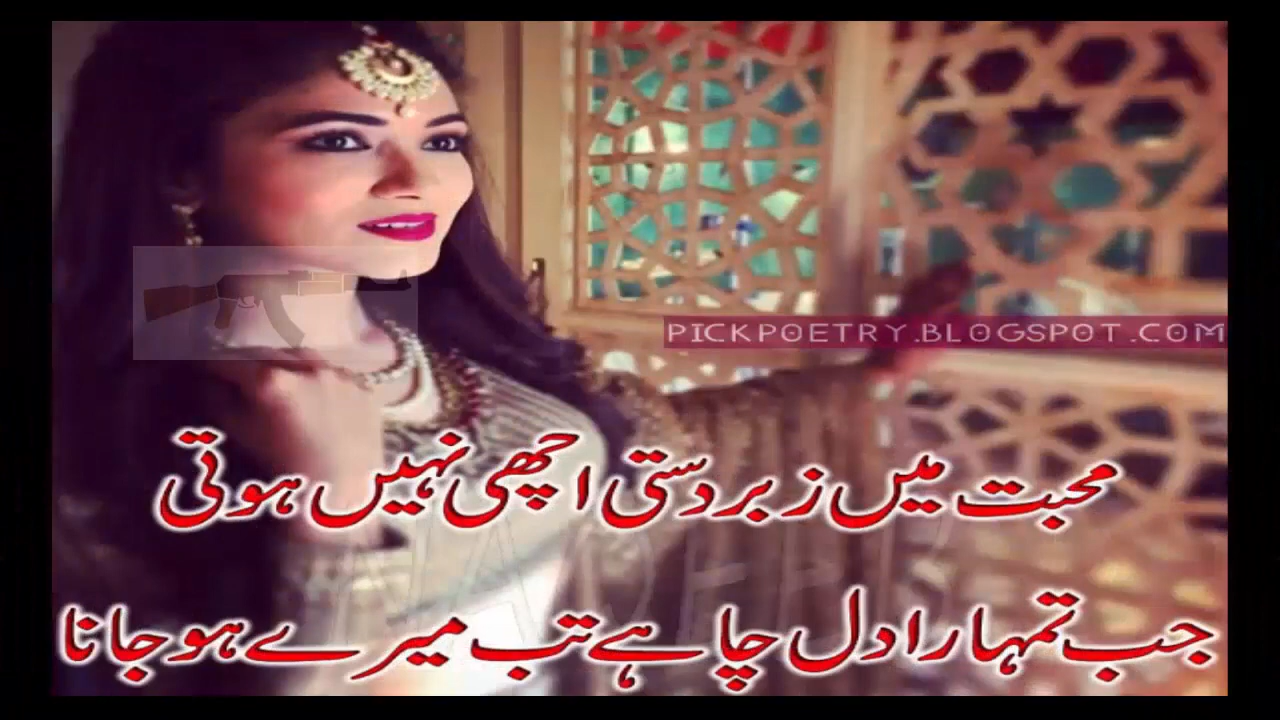 PICKPOETRY.BLOGSPOT.COM
محبت میں زبردستی اچھی نہیں ہوتی
جب تمہارا دل چاہے تب میرے ہو جانا